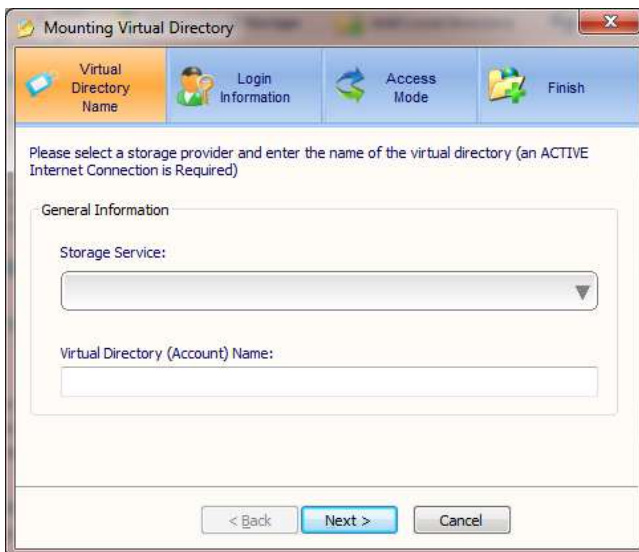 Mounting Virtual Directory
X
Virtual
Directory
Name
Login
Information
Access
Mode
Finish
Please select a storage provider and enter the name of the virtual directory (an ACTIVE
Internet Connection is Required)
General Information
Storage Service:
Virtual Directory (Account) Name:
< Back
Next >
Cancel